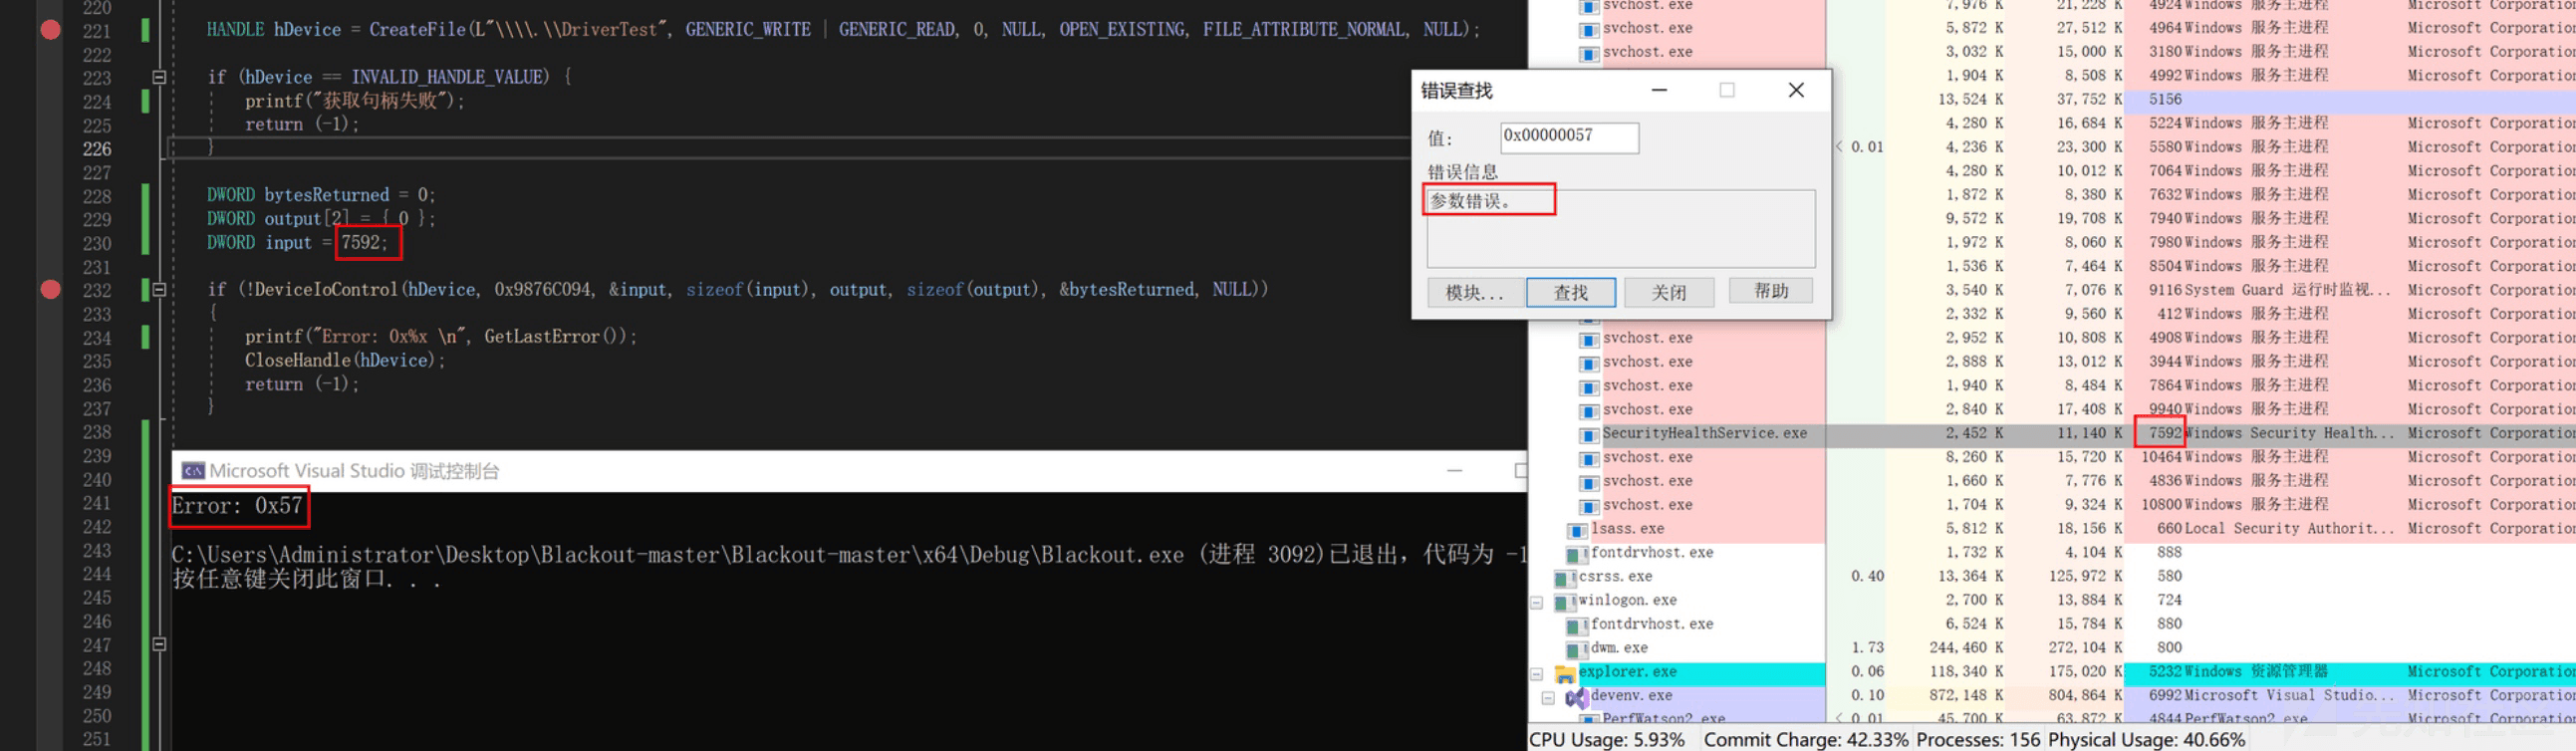 220
221 HANDLE hDevice = CreateFile(L"\\\\.\\DriverTest", GENERIC_WRITE | GENERIC_READ, 0, NULL, OPEN_EXISTING, FILE_ATTRIBUTE_NORMAL, NULL);
222
223 if (hDevice == INVALID_HANDLE_VALUE) {
224 printf("获取句柄失败");
225 return (-1);
226 }
227
228 DWORD bytesReturned = 0;
229 DWORD output[2] = { 0 };
230 DWORD input = 7592;
231
232 if (!DeviceIoControl(hDevice, 0x9876C094, &input, sizeof(input), output, sizeof(output), &bytesReturned, NULL))
233 {
234 printf("Error: 0x%x \n", GetLastError());
235 CloseHandle(hDevice);
236 return (-1);
237 }
238
239
240
241
242
243
244
245
246
247
248
249
250
251
Microsoft Visual Studio 调试控制台
Error: 0x57
C:\Users\Administrator\Desktop\Blackout-master\Blackout-master\x64\Debug\Blackout.exe (进程 3092)已退出，代码为 -1
按任意键关闭此窗口. . .
错误查找
值: 0x00000057
错误信息
参数错误。
模块... 查找 关闭 帮助
svchost.exe 7,976 K 21,228 K 4924 Windows 服务主进程 Microsoft Corporation
svchost.exe 5,872 K 27,512 K 4964 Windows 服务主进程 Microsoft Corporation
svchost.exe 3,032 K 15,000 K 3180 Windows 服务主进程 Microsoft Corporation
1,904 K 8,508 K 4992 Windows 服务主进程 Microsoft Corporation
13,524 K 37,752 K 5156
4,280 K 16,684 K 5224 Windows 服务主进程 Microsoft Corporation
< 0.01 4,236 K 23,300 K 5580 Windows 服务主进程 Microsoft Corporation
4,280 K 10,012 K 7064 Windows 服务主进程 Microsoft Corporation
1,872 K 8,380 K 7632 Windows 服务主进程 Microsoft Corporation
9,572 K 19,708 K 7940 Windows 服务主进程 Microsoft Corporation
1,972 K 8,060 K 7980 Windows 服务主进程 Microsoft Corporation
1,536 K 7,464 K 8504 Windows 服务主进程 Microsoft Corporation
3,540 K 7,076 K 9116 System Guard 运行时监视... Microsoft Corporation
2,332 K 9,560 K 412 Windows 服务主进程 Microsoft Corporation
svchost.exe 2,952 K 10,808 K 4908 Windows 服务主进程 Microsoft Corporation
svchost.exe 2,888 K 13,012 K 3944 Windows 服务主进程 Microsoft Corporation
svchost.exe 1,940 K 8,484 K 7864 Windows 服务主进程 Microsoft Corporation
svchost.exe 2,840 K 17,408 K 9940 Windows 服务主进程 Microsoft Corporation
SecurityHealthService.exe 2,452 K 11,140 K 7592 Windows Security Health... Microsoft Corporation
svchost.exe 8,260 K 15,720 K 10464 Windows 服务主进程 Microsoft Corporation
svchost.exe 1,660 K 7,776 K 4836 Windows 服务主进程 Microsoft Corporation
svchost.exe 1,704 K 9,324 K 10800 Windows 服务主进程 Microsoft Corporation
lsass.exe 5,812 K 18,156 K 660 Local Security Authorit... Microsoft Corporation
fontdrvhost.exe 1,732 K 4,104 K 888
csrss.exe 0.40 13,364 K 125,972 K 580
winlogon.exe 2,700 K 13,884 K 724
fontdrvhost.exe 6,524 K 15,784 K 880
dwm.exe 1.73 244,460 K 272,104 K 800
explorer.exe 0.06 118,340 K 175,020 K 5232 Windows 资源管理器 Microsoft Corporation
devenv.exe 0.10 872,148 K 804,864 K 6992 Microsoft Visual Studio... Microsoft Corporation
PerfWatson2.exe < 0.01 45,700 K 63,872 K 4844 PerfWatson2.exe Microsoft Corporation
CPU Usage: 5.93% Commit Charge: 42.33% Processes: 156 Physical Usage: 40.66%